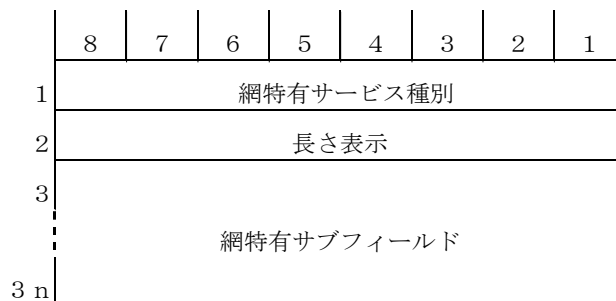 8 7 6 5 4 3 2 1
1 網特有サービス種別
2 長さ表示
3
網特有サブフィールド
3 n